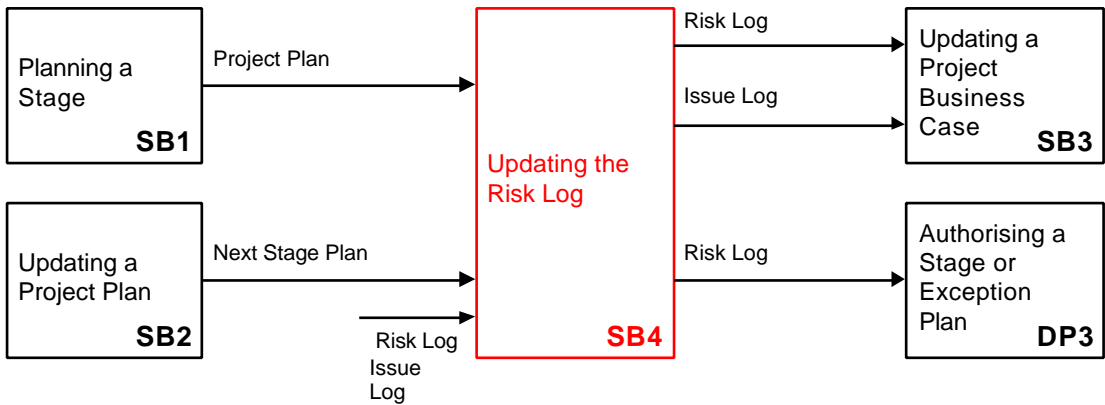 Planning a
Stage
SB1
Project Plan
Updating a
Project Plan
SB2
Next Stage Plan
Risk Log
Issue
Log
Updating the
Risk Log
SB4
Risk Log
Issue Log
Risk Log
Updating a
Project
Business
Case
SB3
Authorising a
Stage or
Exception
Plan
DP3